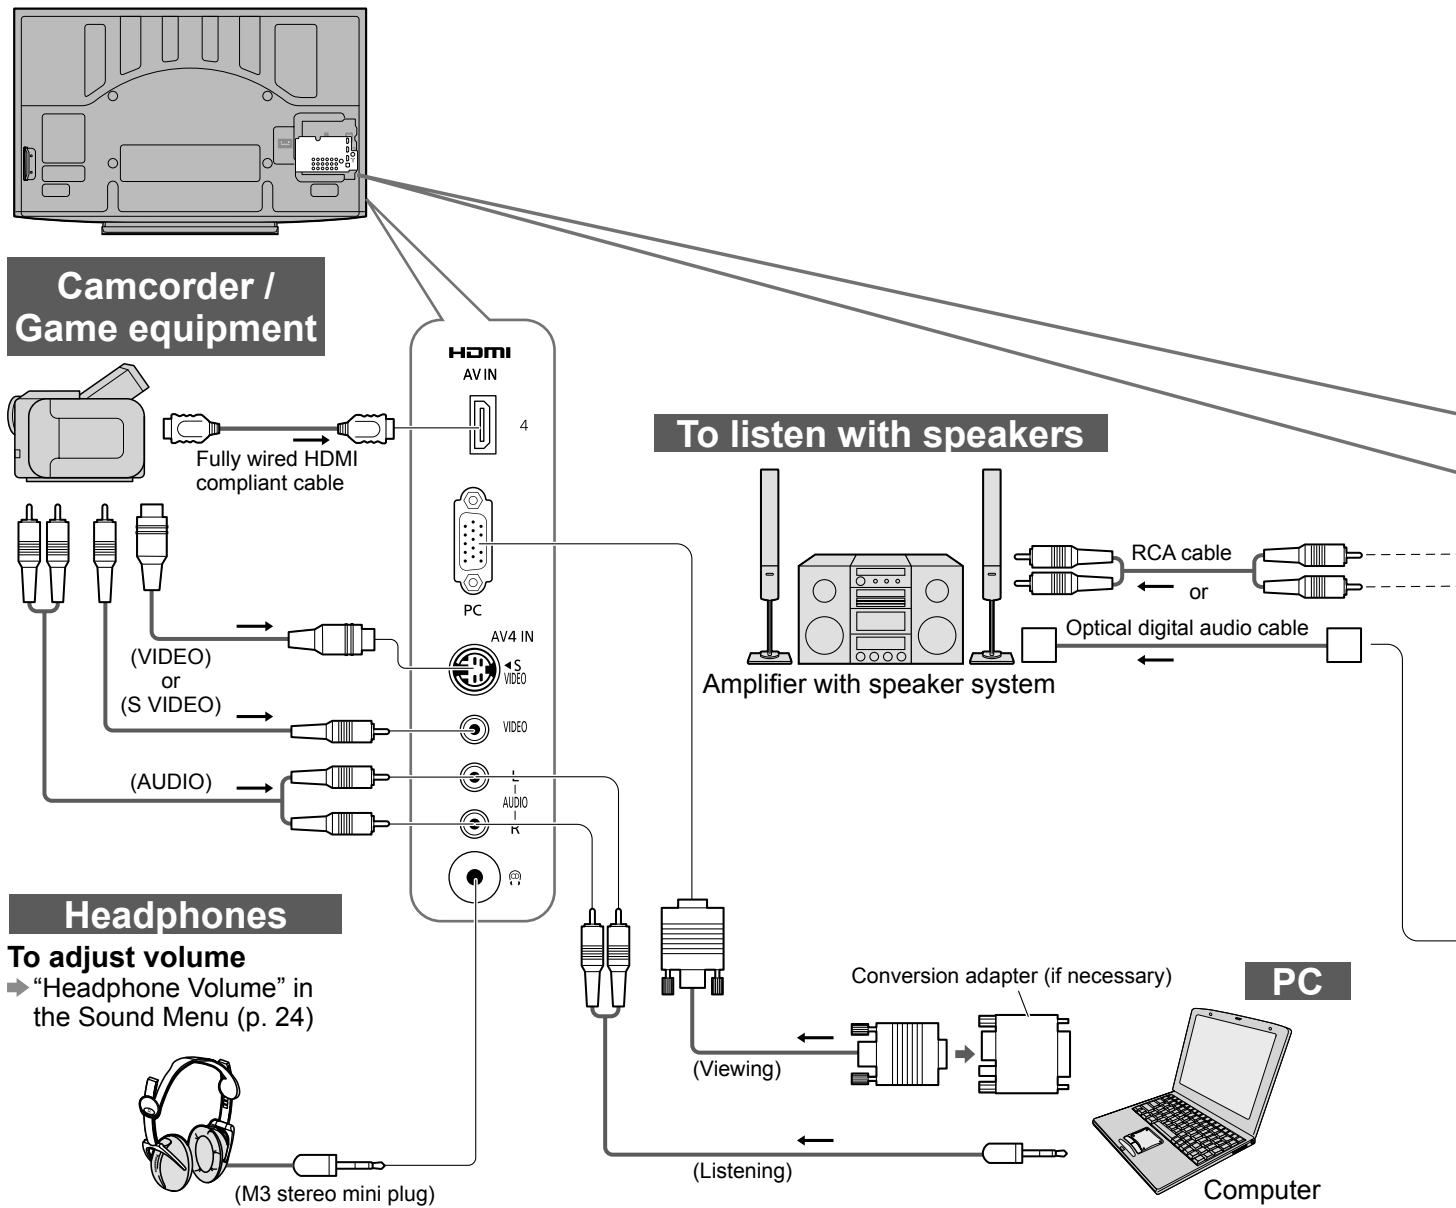 Camcorder /
Game equipment
HDMI
AV IN
4
Fully wired HDMI
compliant cable
PC
AV4 IN
◄S
VIDEO
(VIDEO)
or
(S VIDEO)
VIDEO
(AUDIO)
L
AUDIO
R
To listen with speakers
RCA cable
or
Optical digital audio cable
Amplifier with speaker system
Headphones
To adjust volume
“Headphone Volume” in
the Sound Menu (p. 24)
(M3 stereo mini plug)
PC
Conversion adapter (if necessary)
(Viewing)
(Listening)
Computer